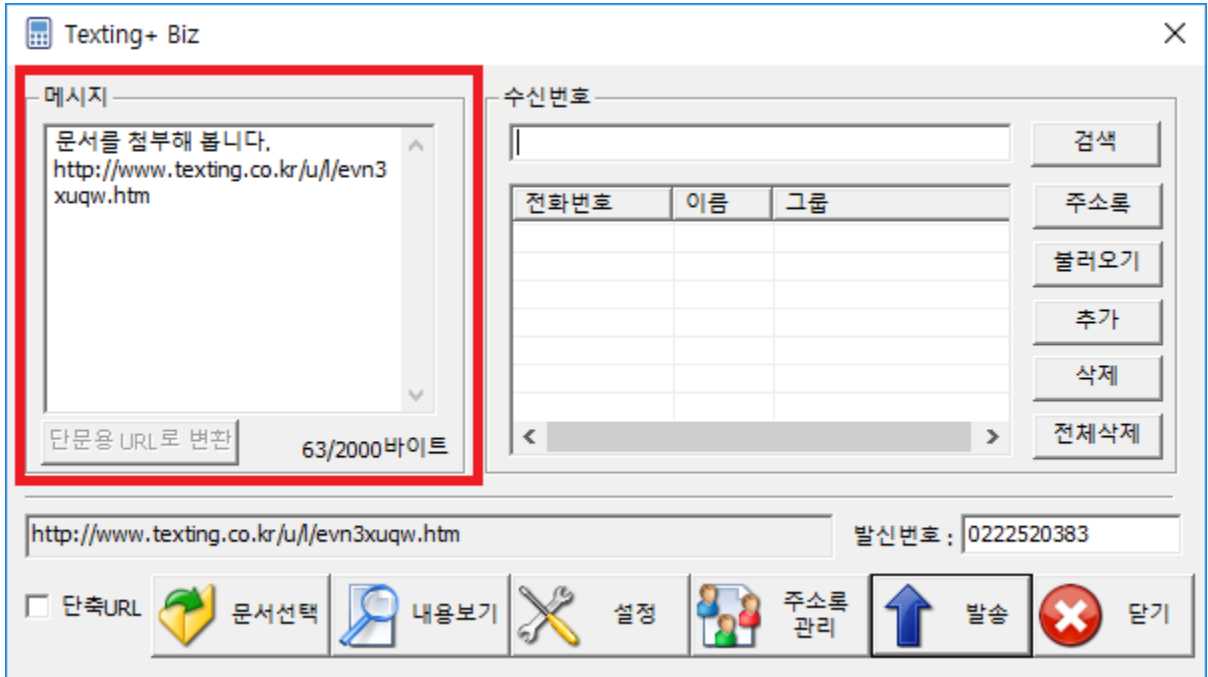 Texting+ Biz
메시지
문서를 첨부해 봅니다.
http://www.texting.co.kr/u/l/evn3
xuqw.htm
단문용 URL로 변환
63/2000바이트
수신번호
검색
전화번호 이름 그룹
주소록
불러오기
추가
삭제
전체삭제
http://www.texting.co.kr/u/l/evn3xuqw.htm
발신번호 : 0222520383
단축URL
문서선택
내용보기
설정
주소록
관리
발송
닫기